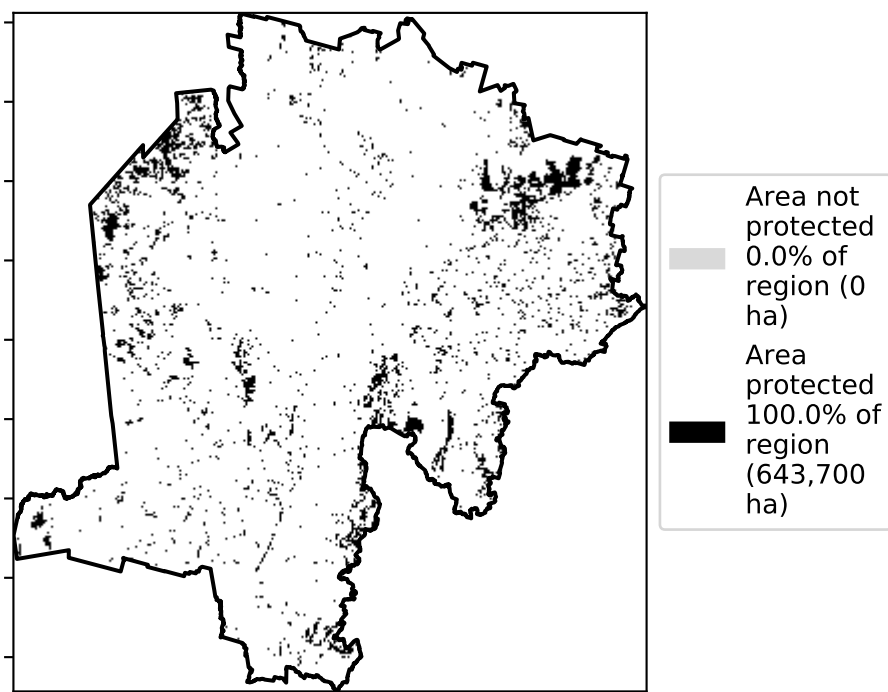 Area not
protected
0.0% of
region (0
ha)
Area
protected
100.0% of
region
(643,700
ha)